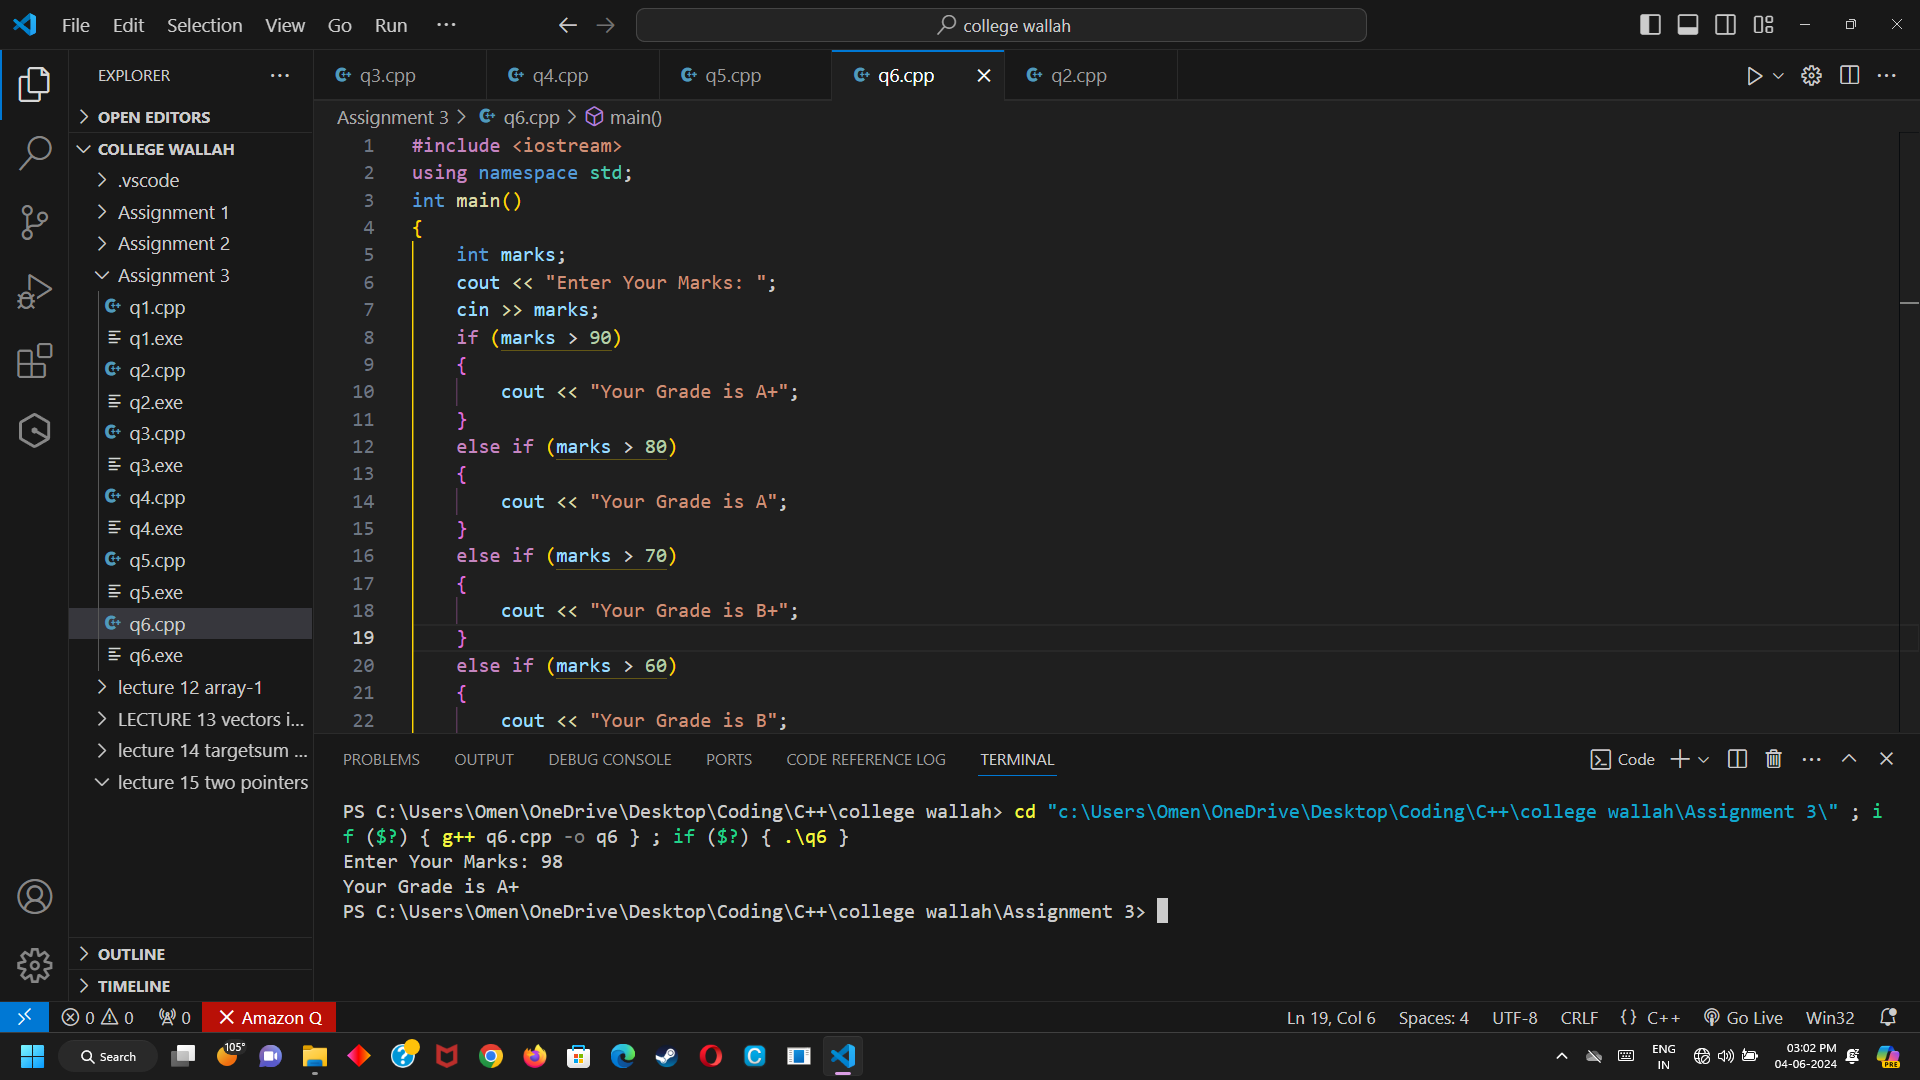 File Edit Selection View Go Run ...
college wallah
EXPLORER
q3.cpp q4.cpp q5.cpp q6.cpp q2.cpp
OPEN EDITORS
COLLEGE WALLAH
.vscode
Assignment 1
Assignment 2
Assignment 3
q1.cpp
q1.exe
q2.cpp
q2.exe
q3.cpp
q3.exe
q4.cpp
q4.exe
q5.cpp
q5.exe
q6.cpp
q6.exe
lecture 12 array-1
LECTURE 13 vectors i...
lecture 14 targetsum ...
lecture 15 two pointers
OUTLINE
TIMELINE
Assignment 3 > q6.cpp > main()
1 #include <iostream>
2 using namespace std;
3 int main()
4 {
5 int marks;
6 cout << "Enter Your Marks: ";
7 cin >> marks;
8 if (marks > 90)
9 {
10 cout << "Your Grade is A+";
11 }
12 else if (marks > 80)
13 {
14 cout << "Your Grade is A";
15 }
16 else if (marks > 70)
17 {
18 cout << "Your Grade is B+";
19 }
20 else if (marks > 60)
21 {
22 cout << "Your Grade is B";
PROBLEMS OUTPUT DEBUG CONSOLE PORTS CODE REFERENCE LOG TERMINAL
Code
PS C:\Users\Omen\OneDrive\Desktop\Coding\C++\college wallah> cd "c:\Users\Omen\OneDrive\Desktop\Coding\C++\college wallah\Assignment 3\" ; i
f ($?) { g++ q6.cpp -o q6 } ; if ($?) { .\q6 }
Enter Your Marks: 98
Your Grade is A+
PS C:\Users\Omen\OneDrive\Desktop\Coding\C++\college wallah\Assignment 3>
0 0 0 Amazon Q
Ln 19, Col 6 Spaces: 4 UTF-8 CRLF {} C++ Go Live Win32
Search
105°
ENG
IN
03:02 PM
04-06-2024
PRE